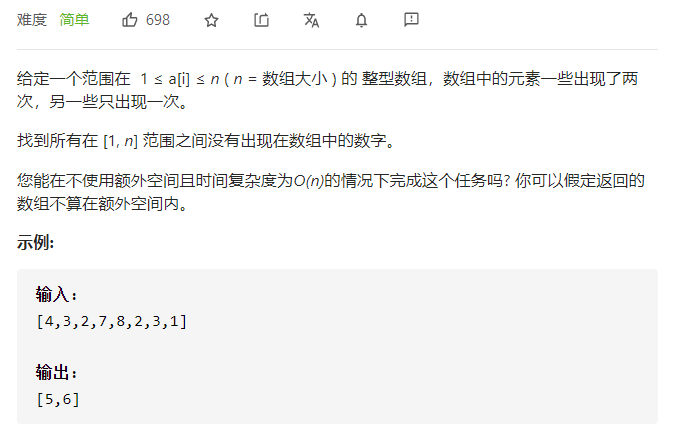 难度 简单 698
给定一个范围在 1 ≤ a[i] ≤ n ( n = 数组大小 ) 的 整型数组，数组中的元素一些出现了两
次，另一些只出现一次。
找到所有在 [1, n] 范围之间没有出现在数组中的数字。
您能在不使用额外空间且时间复杂度为O(n)的情况下完成这个任务吗? 你可以假定返回的
数组不算在额外空间内。
示例:
输入：
[4,3,2,7,8,2,3,1]
输出：
[5,6]